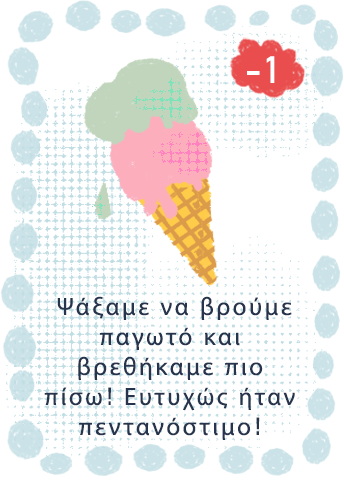 -1
Ψάξαμε να βρούμε
παγωτό και
βρεθήκαμε πιο
πίσω! Ευτυχώς ήταν
πεντανόστιμο!